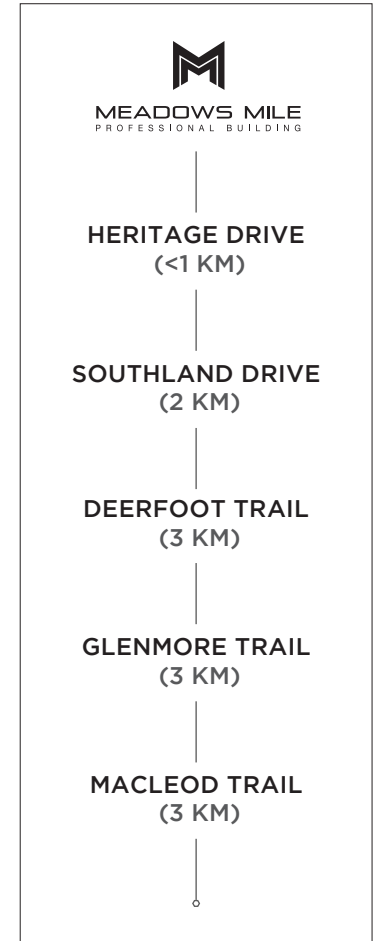 MEADOWS MILE
PROFESSIONAL BUILDING
HERITAGE DRIVE
(<1 KM)
SOUTHLAND DRIVE
(2 KM)
DEERFOOT TRAIL
(3 KM)
GLENMORE TRAIL
(3 KM)
MACLEOD TRAIL
(3 KM)